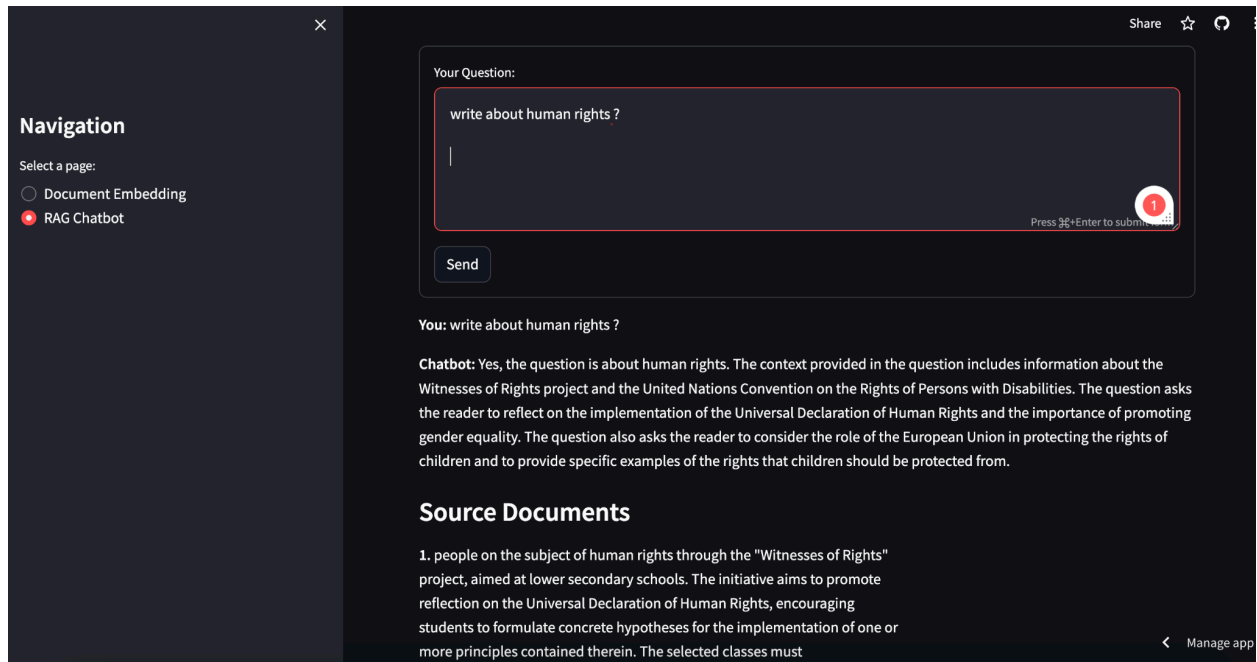 Share
Your Question:
write about human rights ?
Navigation
Select a page:
Document Embedding
RAG Chatbot
1
Press ⌘+Enter to submit
Send
You: write about human rights ?
Chatbot: Yes, the question is about human rights. The context provided in the question includes information about the
Witnesses of Rights project and the United Nations Convention on the Rights of Persons with Disabilities. The question asks
the reader to reflect on the implementation of the Universal Declaration of Human Rights and the importance of promoting
gender equality. The question also asks the reader to consider the role of the European Union in protecting the rights of
children and to provide specific examples of the rights that children should be protected from.
Source Documents
1. people on the subject of human rights through the "Witnesses of Rights"
project, aimed at lower secondary schools. The initiative aims to promote
reflection on the Universal Declaration of Human Rights, encouraging
students to formulate concrete hypotheses for the implementation of one or
more principles contained therein. The selected classes must
Manage app